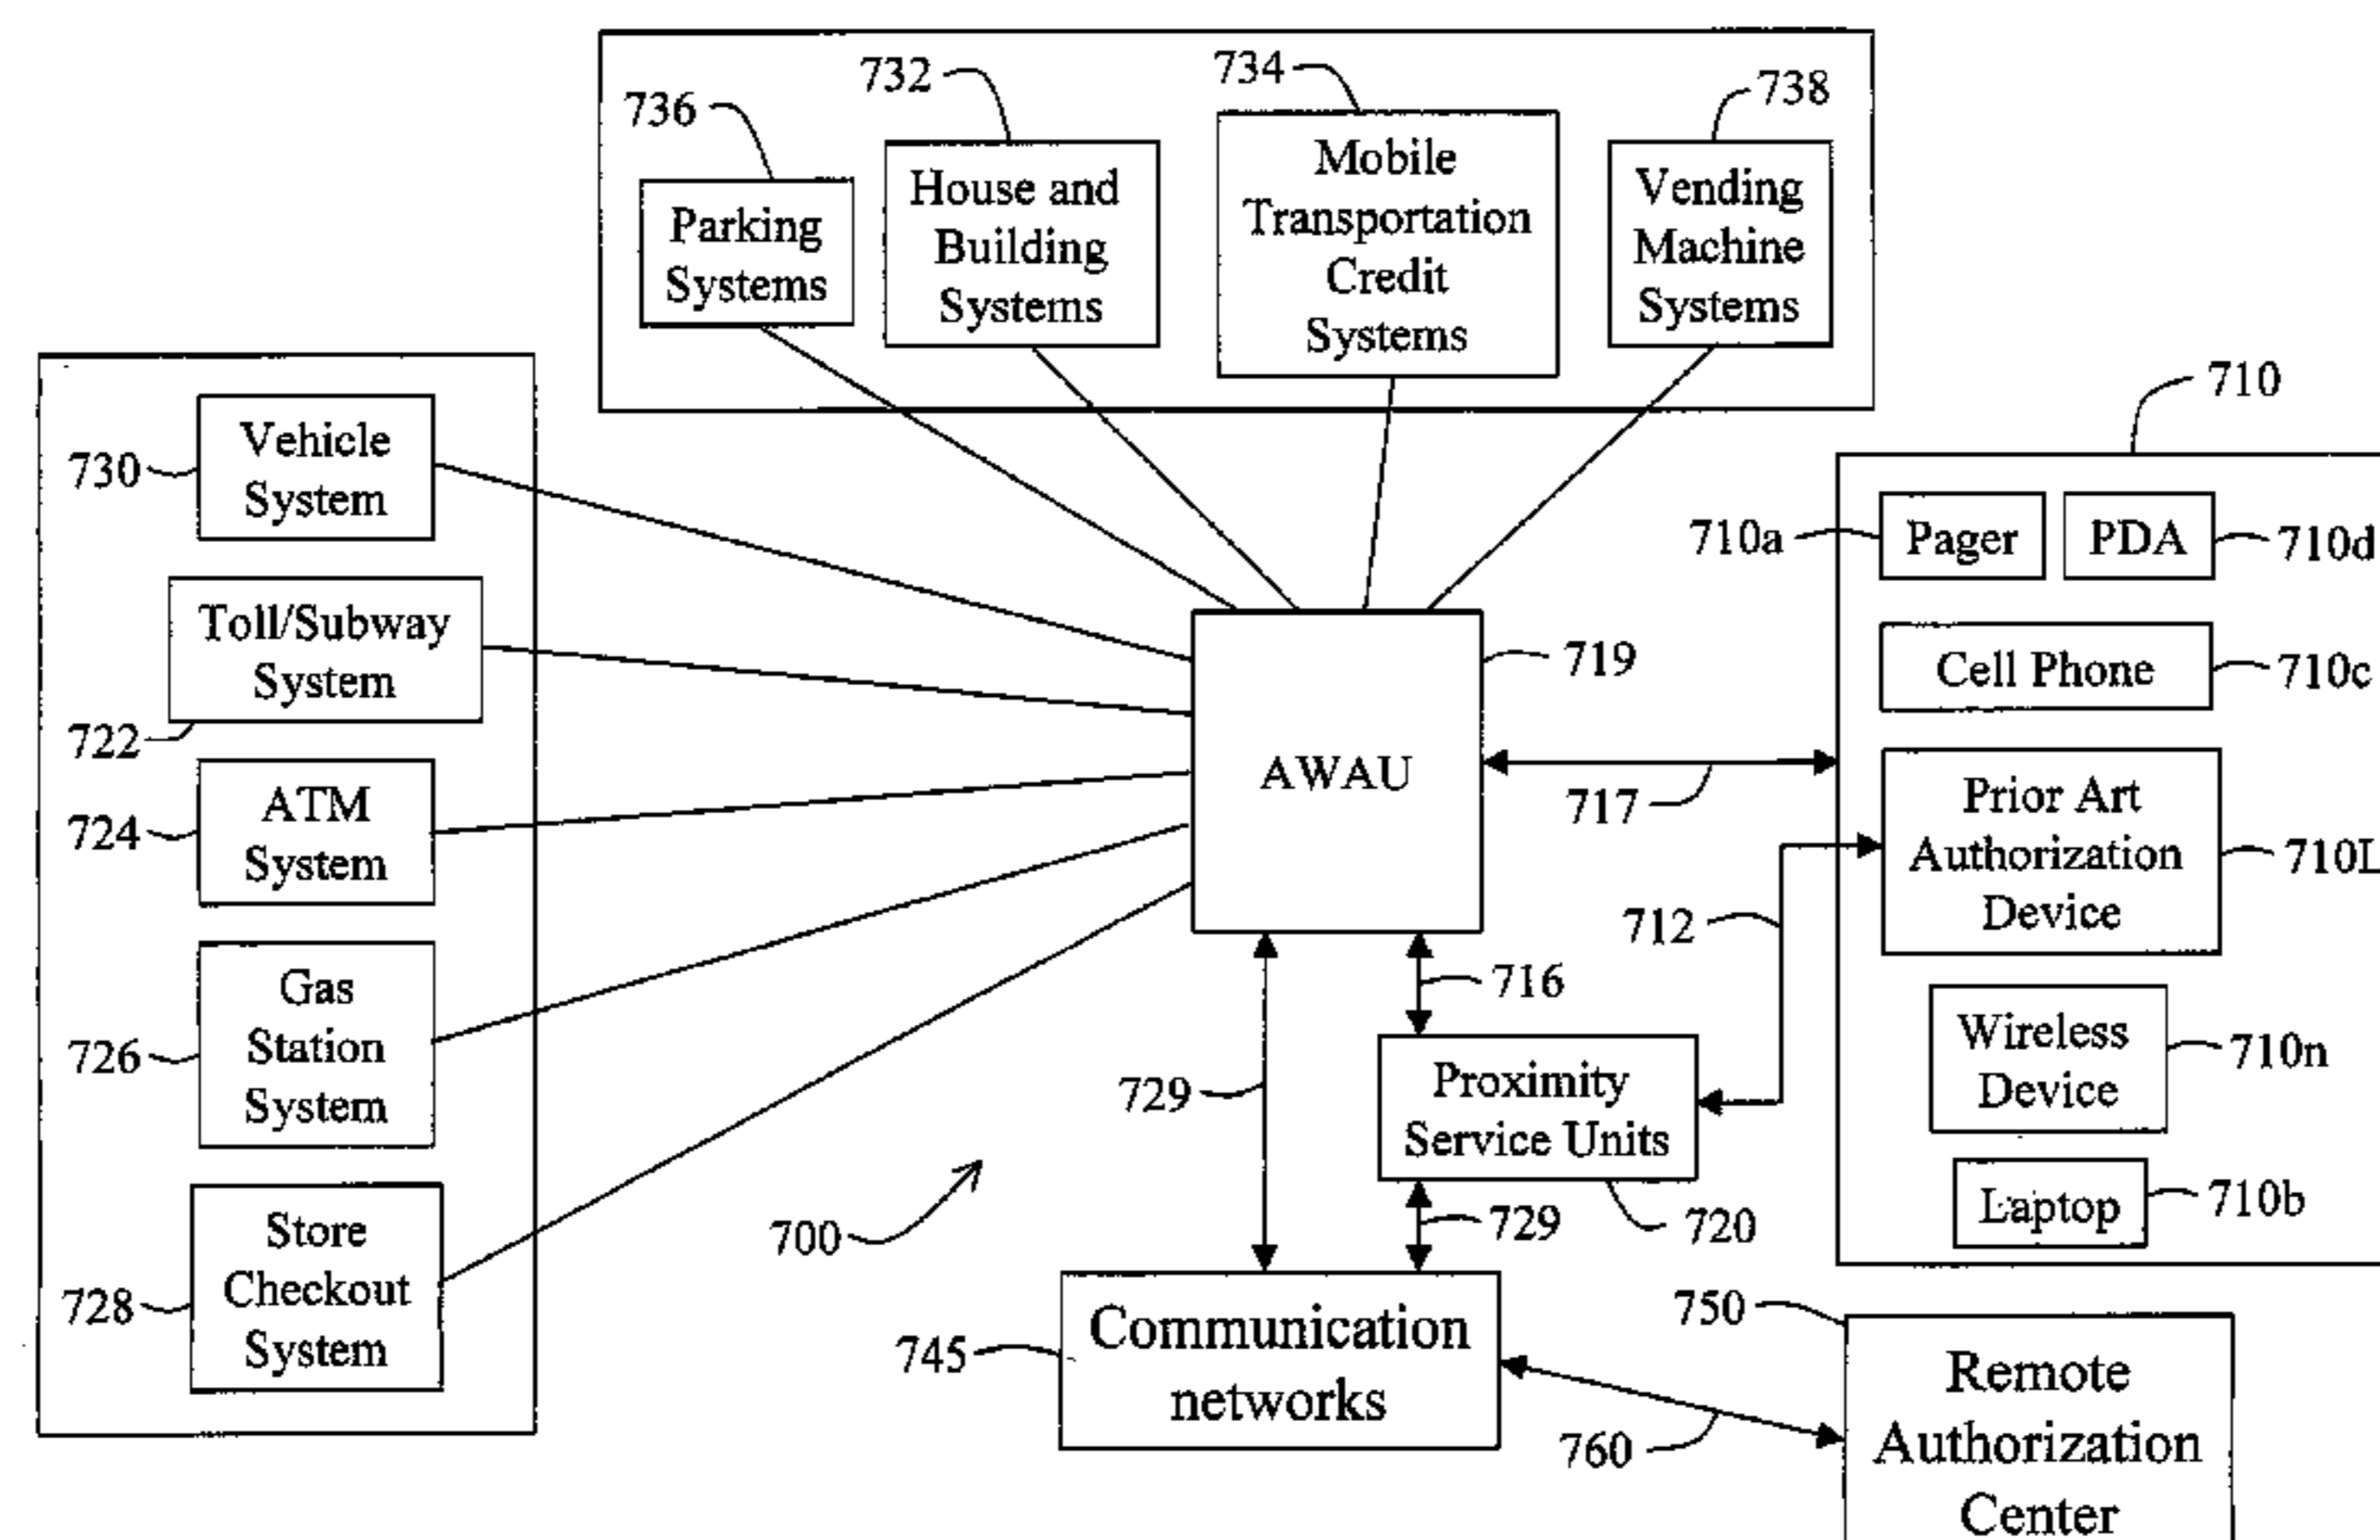 732
734
738
736
Parking
Systems
House and
Building
Systems
Mobile
Transportation
Credit
Systems
Vending
Machine
Systems
730
Vehicle
System
Toll/Subway
System
722
724
ATM
System
726
Gas
Station
System
728
Store
Checkout
System
AWAU
719
717
712
716
729
Proximity
Service Units
729
720
700
745
Communication
networks
760
710
710a
Pager
PDA
710d
Cell Phone
710c
Prior Art
Authorization
Device
710L
Wireless
Device
710n
Laptop
710b
750
Remote
Authorization
Center